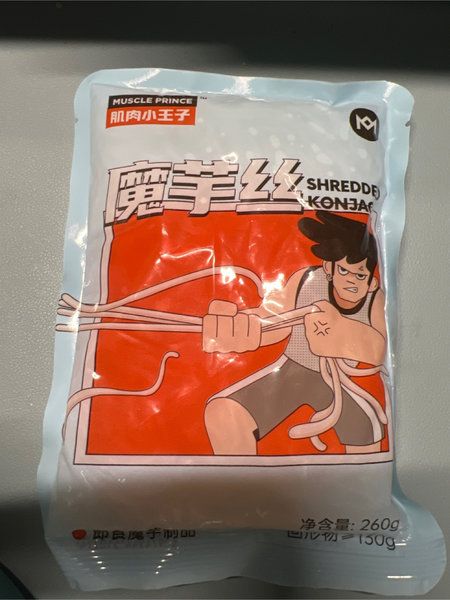 MUSCLE PRINCE™
肌肉小王子
魔芋丝
SHREDDED
KONJAC
净含量: 260g
固形物≥150g
即食魔芋制品